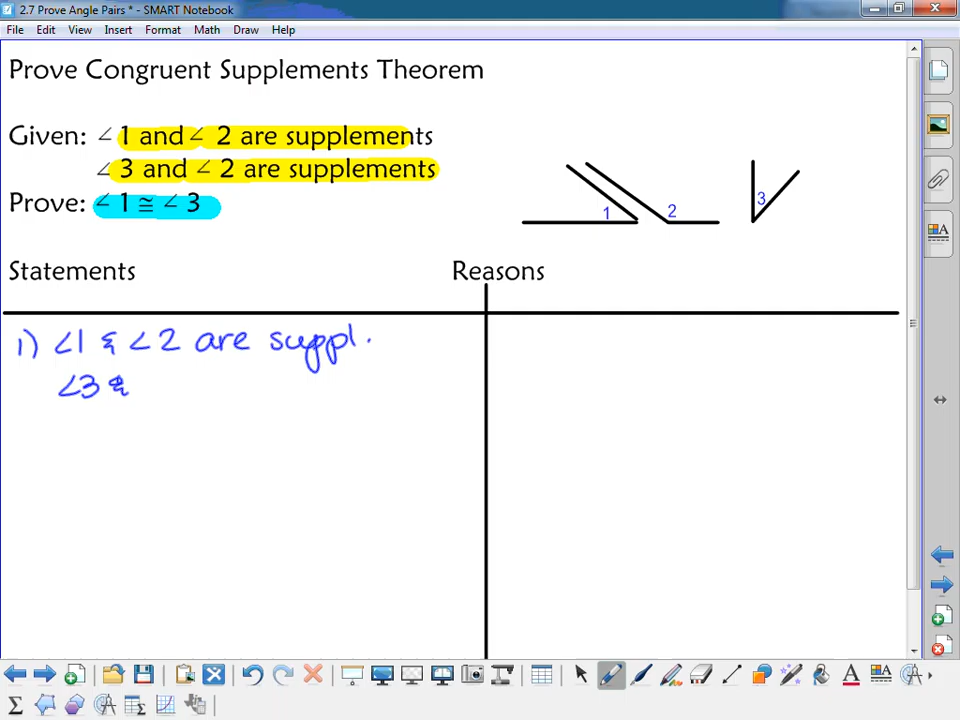 2.7 Prove Angle Pairs * - SMART Notebook
File Edit View Insert Format Math Draw Help
Prove Congruent Supplements Theorem
Given: ∠ 1 and ∠ 2 are supplements
∠ 3 and ∠ 2 are supplements
Prove: ∠ 1 ≅ ∠ 3
1 2 3
Statements Reasons
1) ∠1 & ∠2 are suppl.
∠3 &